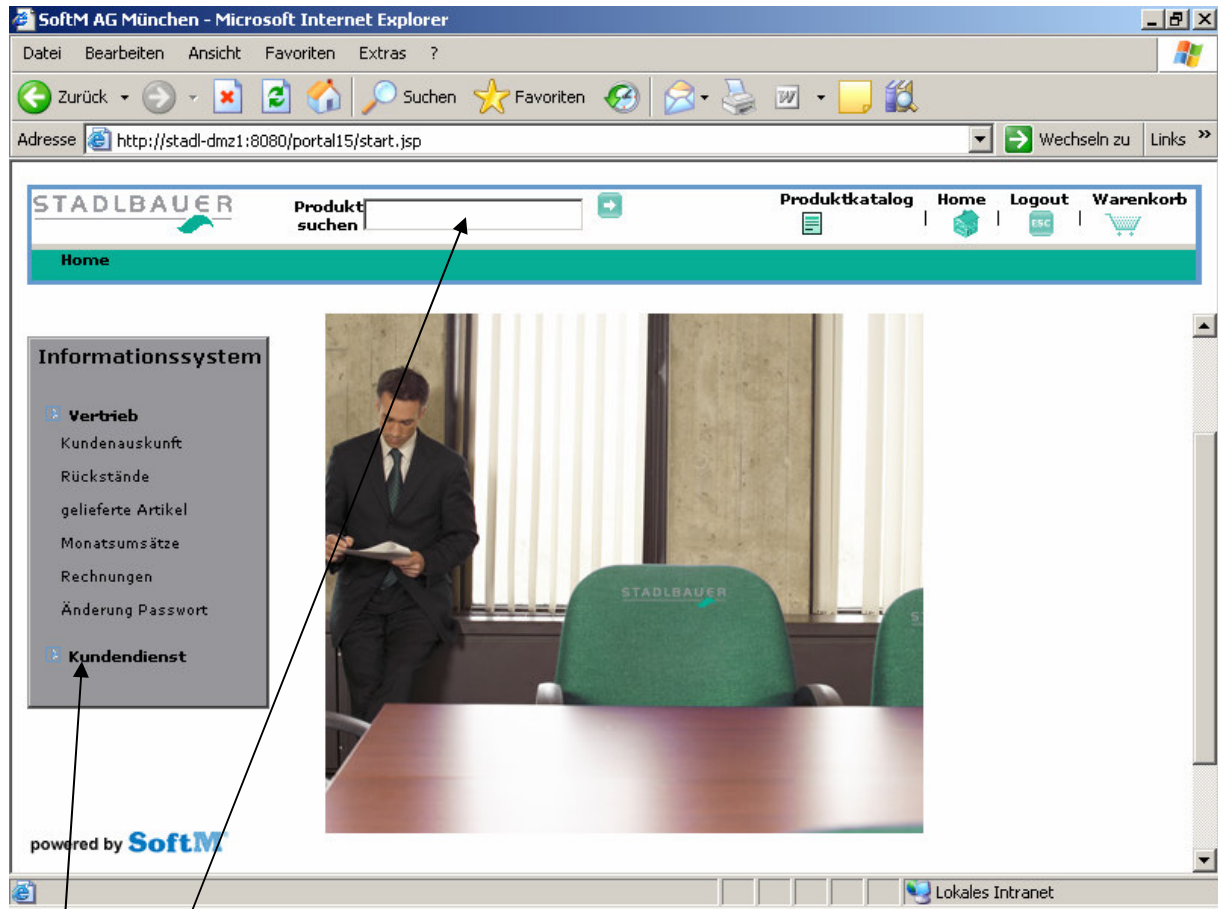 SoftM AG München - Microsoft Internet Explorer
Datei Bearbeiten Ansicht Favoriten Extras ?
Zurück Suchen Favoriten
Adresse http://stadl-dmz1:8080/portal15/start.jsp Wechseln zu Links »
STADLBAUER
Produkt
suchen
Produktkatalog | Home | Logout | Warenkorb
ESC
Home
Informationssystem
Vertrieb
Kundenauskunft
Rückstände
gelieferte Artikel
Monatsumsätze
Rechnungen
Änderung Passwort
Kundendienst
STADLBAUER
S
powered by SoftM
Lokales Intranet